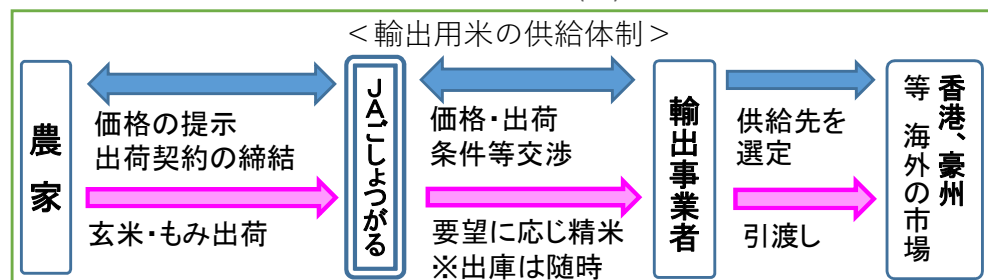 ＜輸出用米の供給体制＞
農家
価格の提示
出荷契約の締結
玄米・もみ出荷
ＪＡごしょつがる
価格・出荷
条件等交渉
要望に応じ精米
※出庫は随時
輸出事業者
供給先を
選定
引渡し
香港、豪州
等 海外の市場